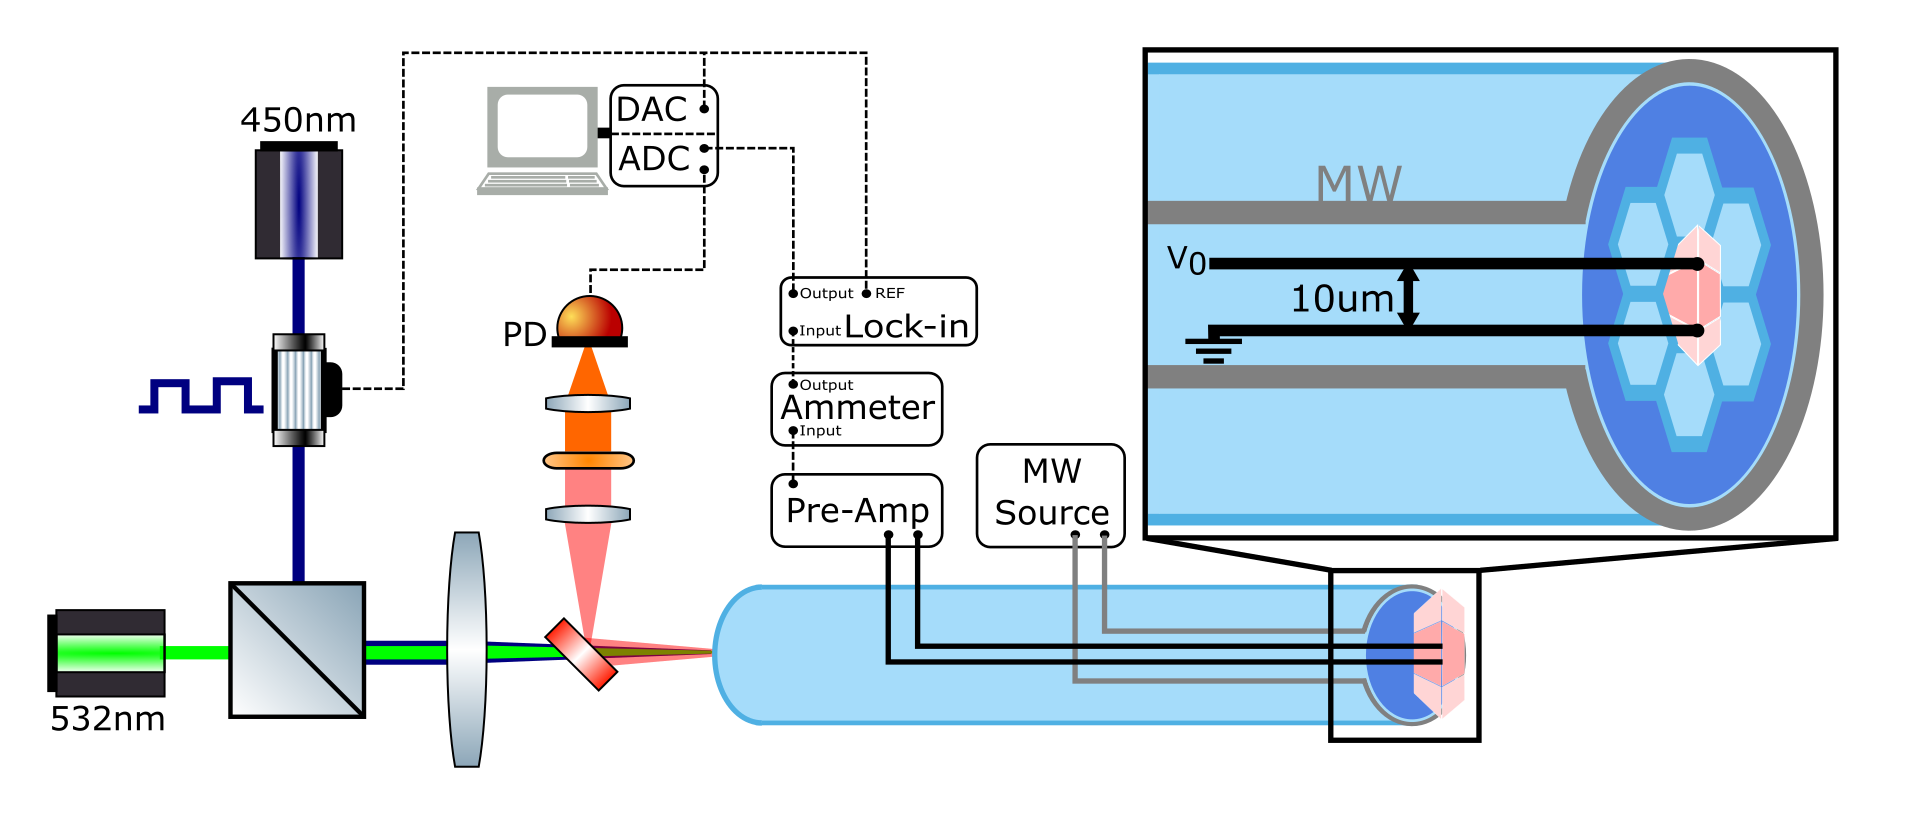 450nm
DAC
ADC
MW
V0
10um
Output
REF
Input
Lock-in
PD
Output
Ammeter
Input
Pre-Amp
MW
Source
532nm